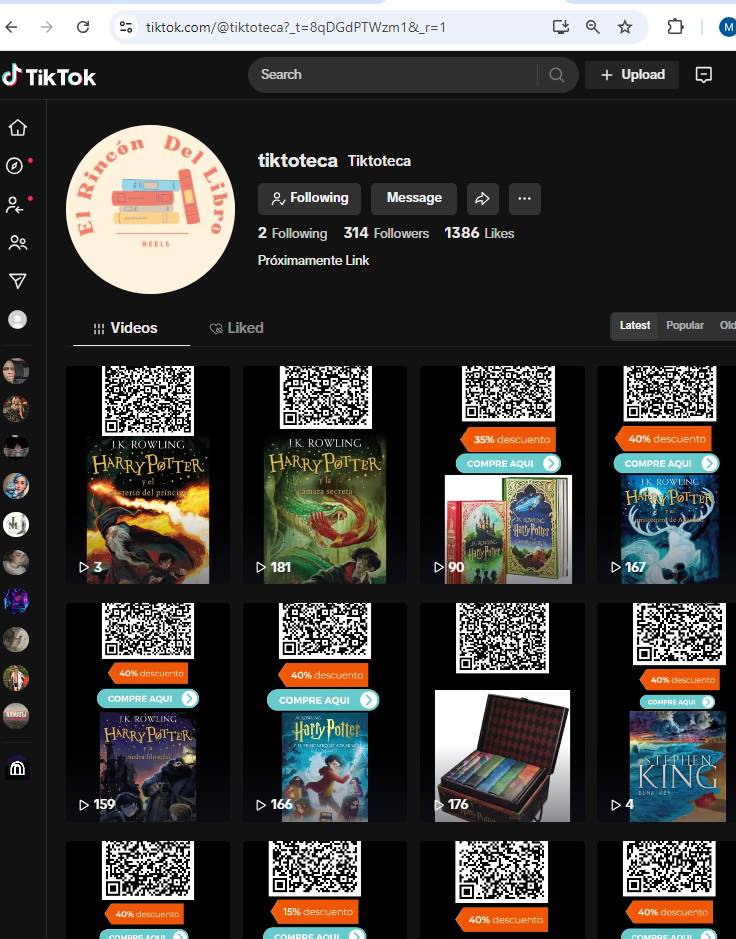 tiktok.com/@tiktoteca?_t=8qDGdPTWzm1&_r=1
M
TikTok
Search
Upload
El Rincón Del Libro
REELS
tiktoteca Tiktoteca
Following
Message
2 Following 314 Followers 1386 Likes
Próximamente Link
Videos
Liked
Latest Popular Old
J.K. ROWLING
HARRY POTTER
y el
misterio del príncipe
3
J.K. ROWLING
HARRY POTTER
y la
cámara secreta
181
35% descuento
COMPRE AQUI
Harry Potter
90
40% descuento
COMPRE AQUI
J.K. ROWLING
HARRY POTTER
y el
prisionero de Azkaban
167
40% descuento
COMPRE AQUI
J.K. ROWLING
HARRY POTTER
y la
piedra filosofal
159
40% descuento
COMPRE AQUI
Harry Potter
Y EL PRISIONERO DE AZKABAN
166
Harry Potter
176
40% descuento
COMPRE AQUI
STEPHEN
KING
DUMA KEY
4
40% descuento
COMPRE AQUI
15% descuento
COMPRE AQUI
40% descuento
40% descuento
COMPRE AQUI